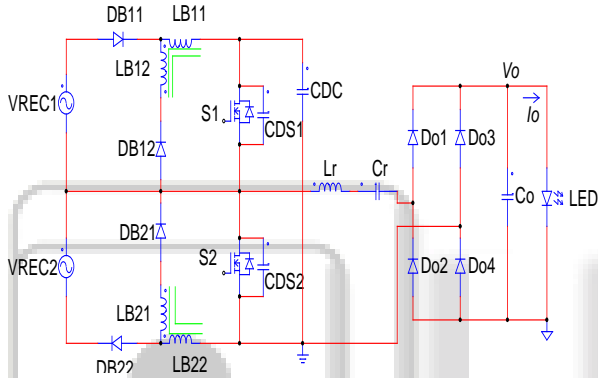 DB11
LB11
LB12
VREC1
S1
CDS1
CDC
Vo
Io
DB12
Do1
Do3
Lr
Cr
Co
LED
DB21
S2
CDS2
VREC2
Do2
Do4
LB21
LB22
DB22